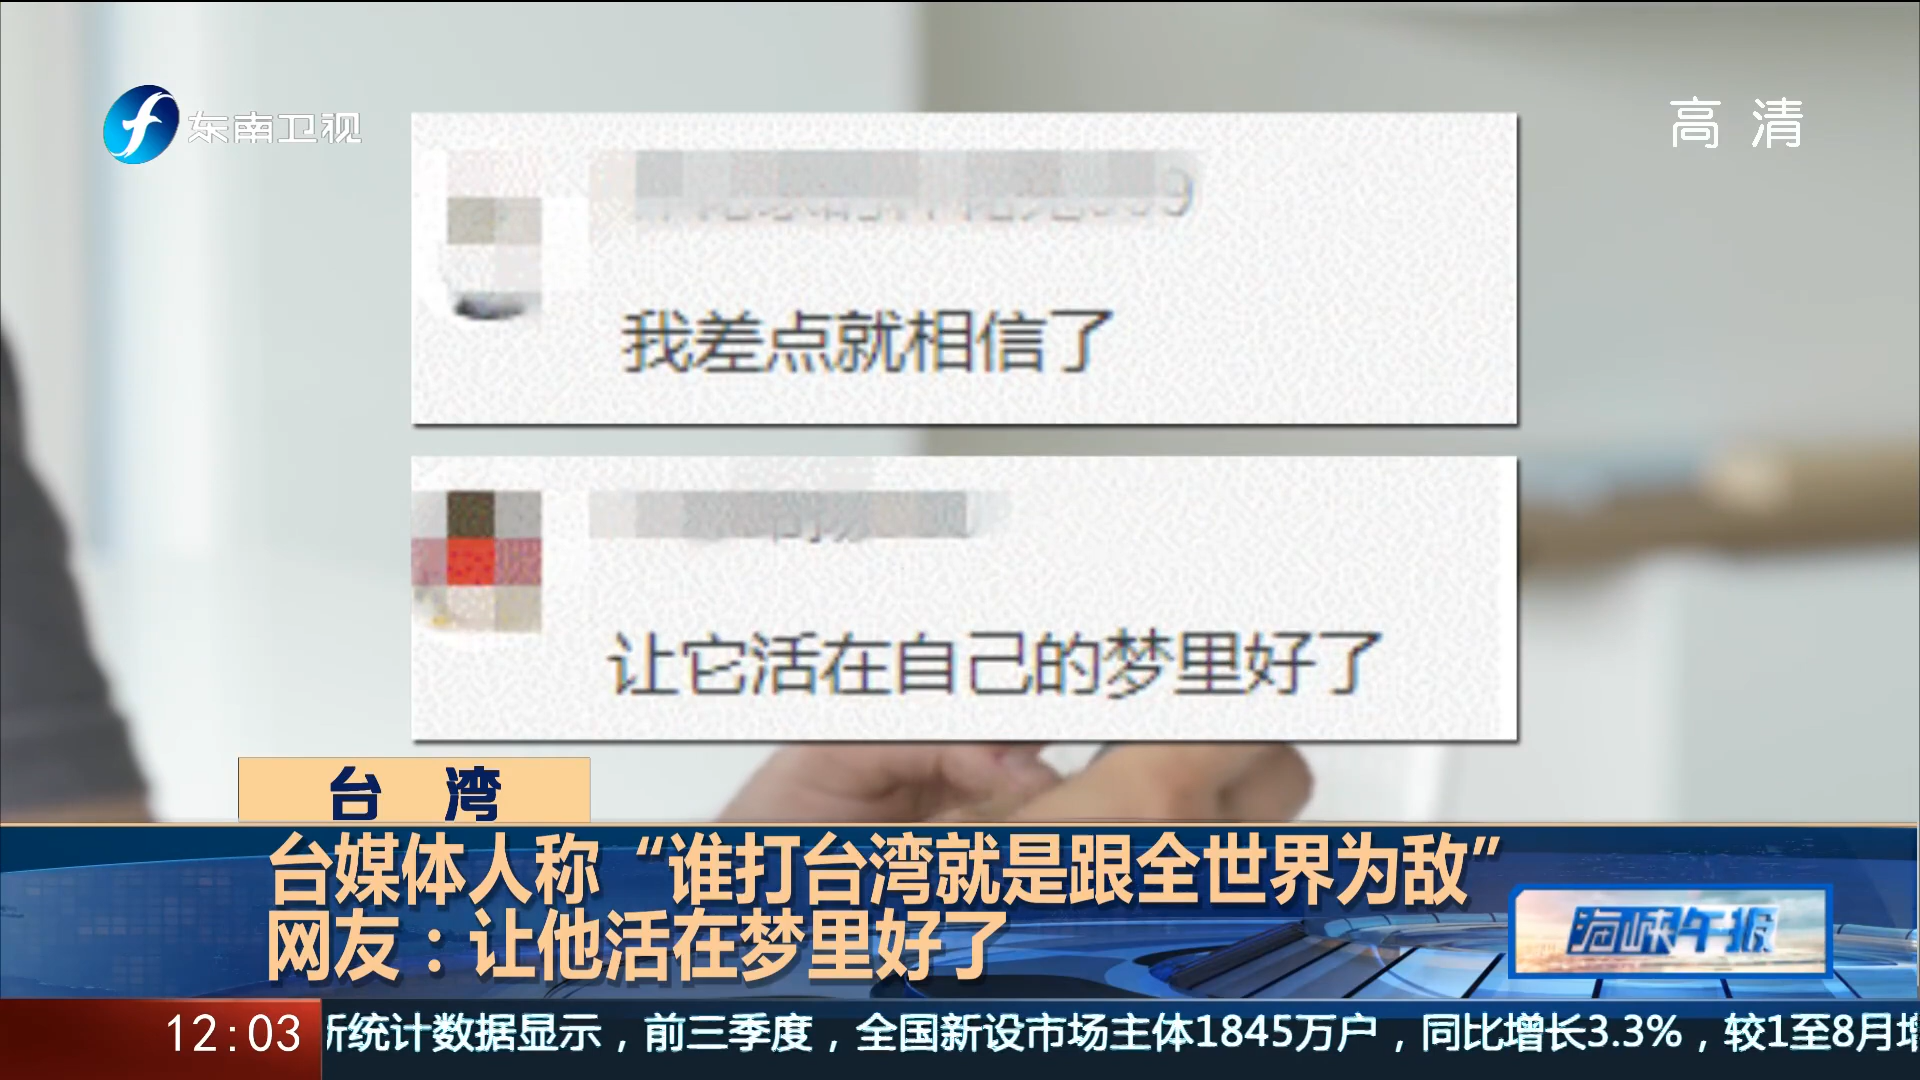 东南卫视
高清
我差点就相信了
让它活在自己的梦里好了
台湾
台媒体人称“谁打台湾就是跟全世界为敌”
网友：让他活在梦里好了
海峡午报
12:03
统计数据显示，前三季度，全国新设市场主体1845万户，同比增长3.3%，较1至8月